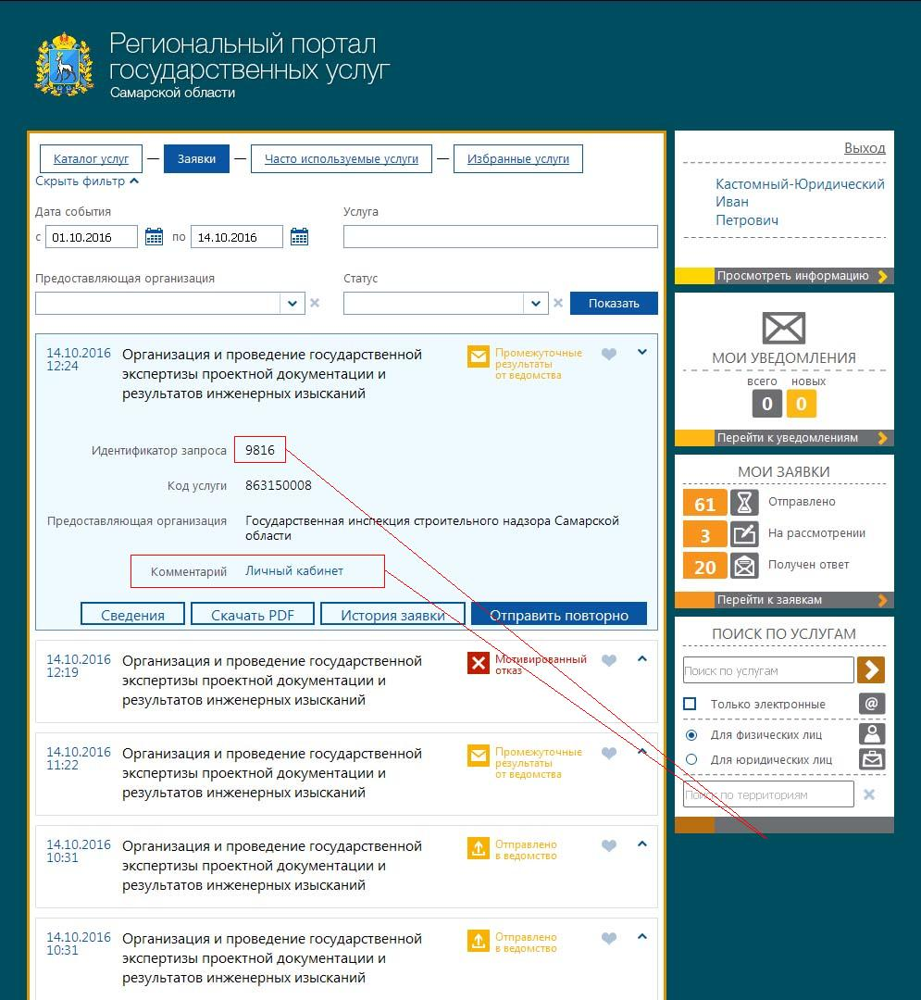 Региональный портал
государственных услуг
Самарской области
Каталог услуг
Заявки
Часто используемые услуги
Избранные услуги
Скрыть фильтр
Дата события
Услуга
с 01.10.2016 по 14.10.2016
Предоставляющая организация
Статус
Показать
14.10.2016
12:24
Организация и проведение государственной
экспертизы проектной документации и
результатов инженерных изысканий
Промежуточные
результаты
от ведомства
Идентификатор запроса 9816
Код услуги 863150008
Предоставляющая организация Государственная инспекция строительного надзора Самарской
области
Комментарий Личный кабинет
Сведения
Скачать PDF
История заявки
Отправить повторно
14.10.2016
12:19
Организация и проведение государственной
экспертизы проектной документации и
результатов инженерных изысканий
Мотивированный
отказ
14.10.2016
11:22
Организация и проведение государственной
экспертизы проектной документации и
результатов инженерных изысканий
Промежуточные
результаты
от ведомства
14.10.2016
10:31
Организация и проведение государственной
экспертизы проектной документации и
результатов инженерных изысканий
Отправлено
в ведомство
14.10.2016
10:31
Организация и проведение государственной
экспертизы проектной документации и
результатов инженерных изысканий
Отправлено
в ведомство
Выход
Кастомный-Юридический
Иван
Петрович
Просмотреть информацию
МОИ УВЕДОМЛЕНИЯ
всего новых
0 0
Перейти к уведомлениям
МОИ ЗАЯВКИ
61 Отправлено
3 На рассмотрении
20 Получен ответ
Перейти к заявкам
ПОИСК ПО УСЛУГАМ
Поиск по услугам
Только электронные @
Для физических лиц
Для юридических лиц
Поиск по территориям